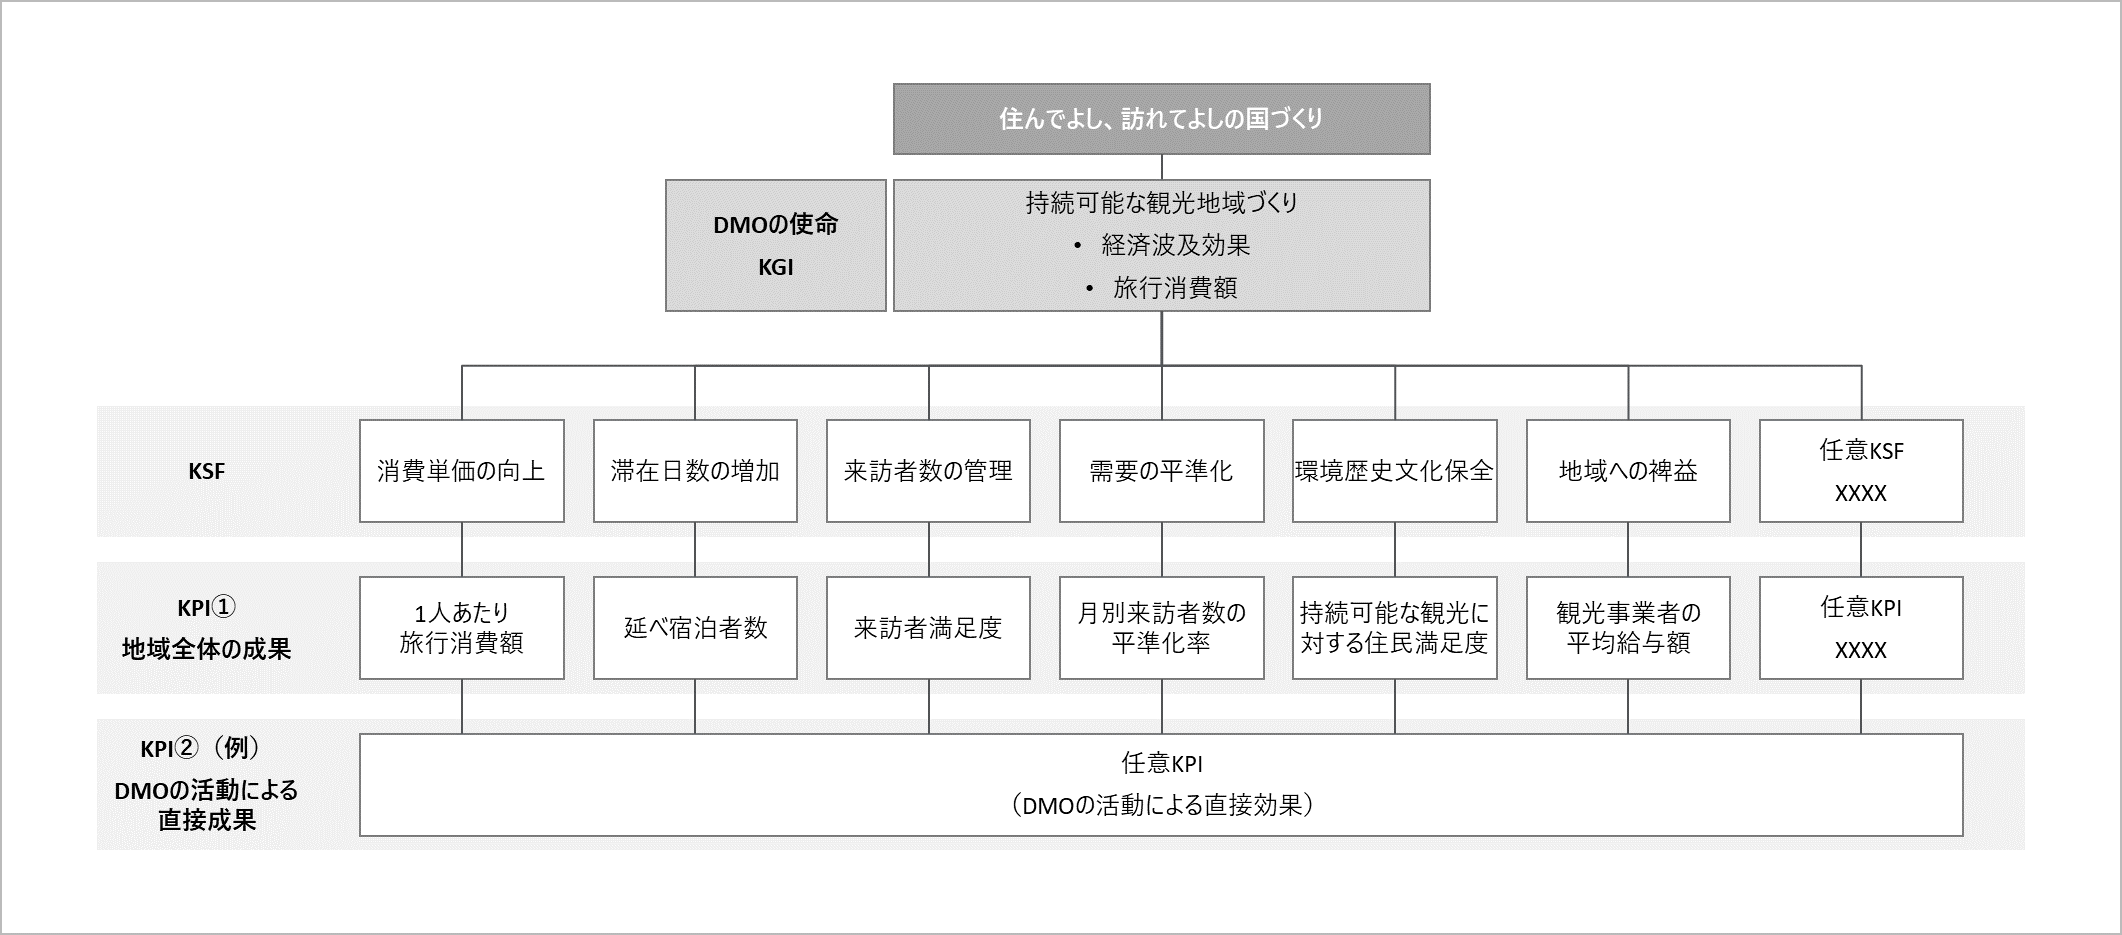 住んでよし、訪れてよしの国づくり
DMOの使命
KGI
持続可能な観光地域づくり
• 経済波及効果
• 旅行消費額
KSF
消費単価の向上
滞在日数の増加
来訪者数の管理
需要の平準化
環境歴史文化保全
地域への裨益
任意KSF
XXXX
KPI①
地域全体の成果
1人あたり
旅行消費額
延べ宿泊者数
来訪者満足度
月別来訪者数の
平準化率
持続可能な観光に
対する住民満足度
観光事業者の
平均給与額
任意KPI
XXXX
KPI②（例）
DMOの活動による
直接成果
任意KPI
（DMOの活動による直接効果）